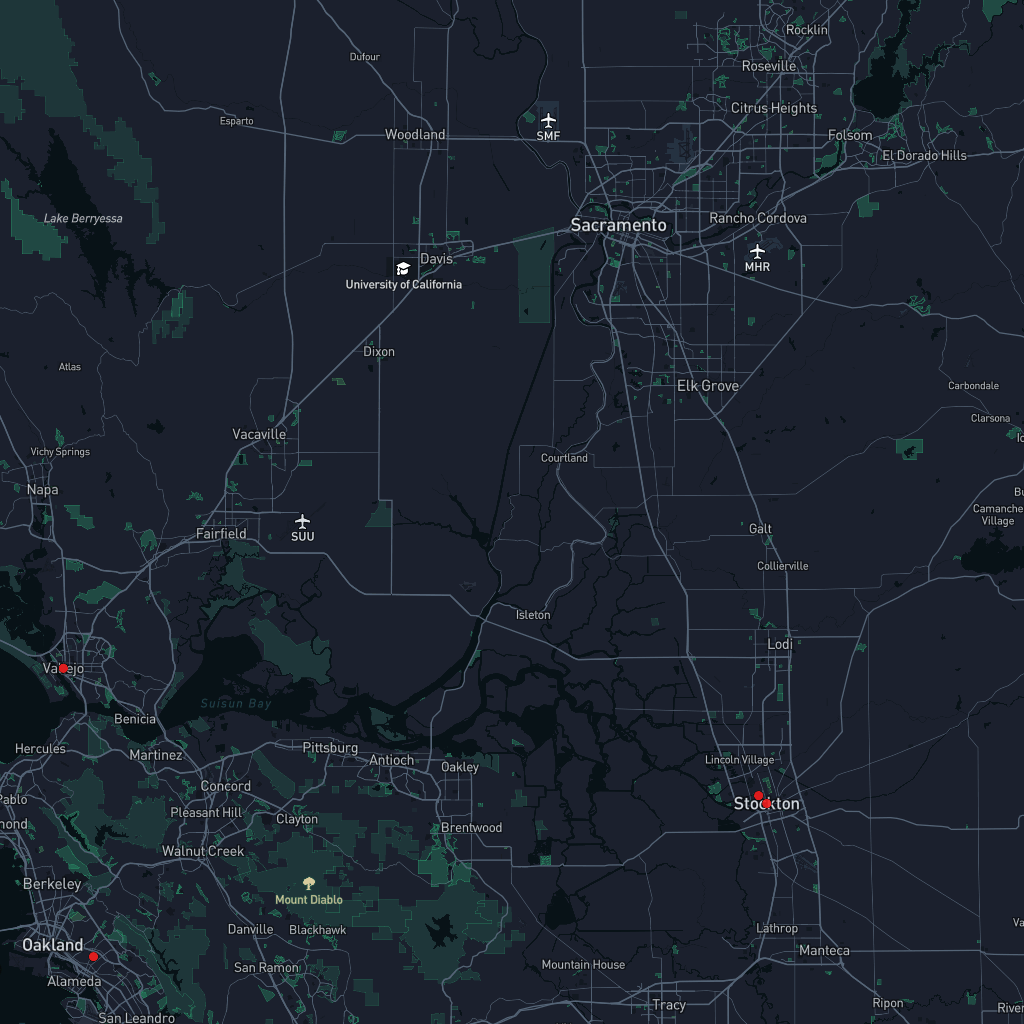 Rocklin
Dufour
Roseville
Citrus Heights
Esparto
Woodland
SMF
Folsom
El Dorado Hills
Lake Berryessa
Sacramento
Rancho Cordova
Davis
MHR
University of California
Dixon
Atlas
Elk Grove
Carbondale
Clarsona
Vacaville
Io
Vichy Springs
Courtland
Napa
Bu
Camanche
Village
Fairfield
SUU
Galt
Collierville
Isleton
Lodi
Vallejo
Suisun Bay
Benicia
Hercules
Pittsburg
Martinez
Antioch
Oakley
Lincoln Village
Concord
Pablo
Stockton
Pleasant Hill
Clayton
mond
Brentwood
Walnut Creek
Berkeley
Mount Diablo
Danville
Blackhawk
Va
Lathrop
Oakland
Manteca
San Ramon
Mountain House
Alameda
Tracy
Ripon
River
San Leandro